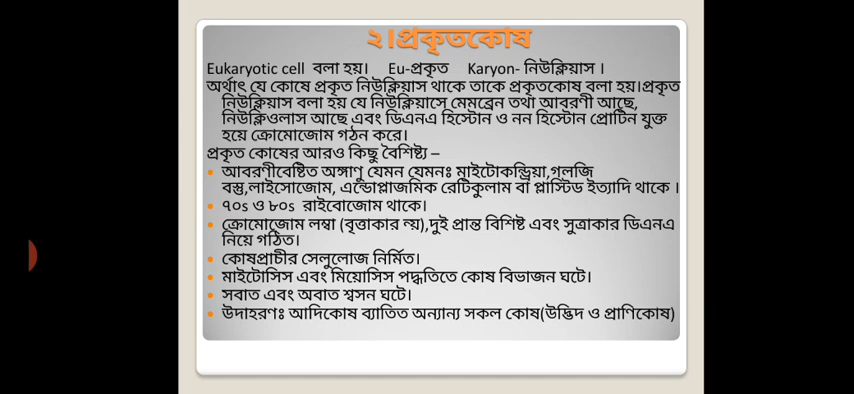 ২।প্রকৃতকোষ
Eukaryotic cell বলা হয়। Eu-প্রকৃত Karyon- নিউক্লিয়াস।
অর্থাৎ যে কোষে প্রকৃত নিউক্লিয়াস থাকে তাকে প্রকৃতকোষ বলা হয়।প্রকৃত
নিউক্লিয়াস বলা হয় যে নিউক্লিয়াসে মেমব্রেন তথা আবরণী আছে,
নিউক্লিওলাস আছে এবং ডিএনএ হিস্টোন ও নন হিস্টোন প্রোটিন যুক্ত
হয়ে ক্রোমোজোম গঠন করে।
প্রকৃত কোষের আরও কিছু বৈশিষ্ট্য –
• আবরণীবেষ্টিত অঙ্গাণু যেমন যেমনঃ মাইটোকন্ড্রিয়া,গলজি
বস্তু,লাইসোজোম, এন্ডোপ্লাজমিক রেটিকুলাম বা প্লাস্টিড ইত্যাদি থাকে।
• ৭০s ও ৮০s রাইবোজোম থাকে।
• ক্রোমোজোম লম্বা (বৃত্তাকার নয়),দুই প্রান্ত বিশিষ্ট এবং সুত্রাকার ডিএনএ
নিয়ে গঠিত।
• কোষপ্রাচীর সেলুলোজ নির্মিত।
• মাইটোসিস এবং মিয়োসিস পদ্ধতিতে কোষ বিভাজন ঘটে।
• সবাত এবং অবাত শ্বসন ঘটে।
• উদাহরণঃ আদিকোষ ব্যাতিত অন্যান্য সকল কোষ(উদ্ভিদ ও প্রাণিকোষ)